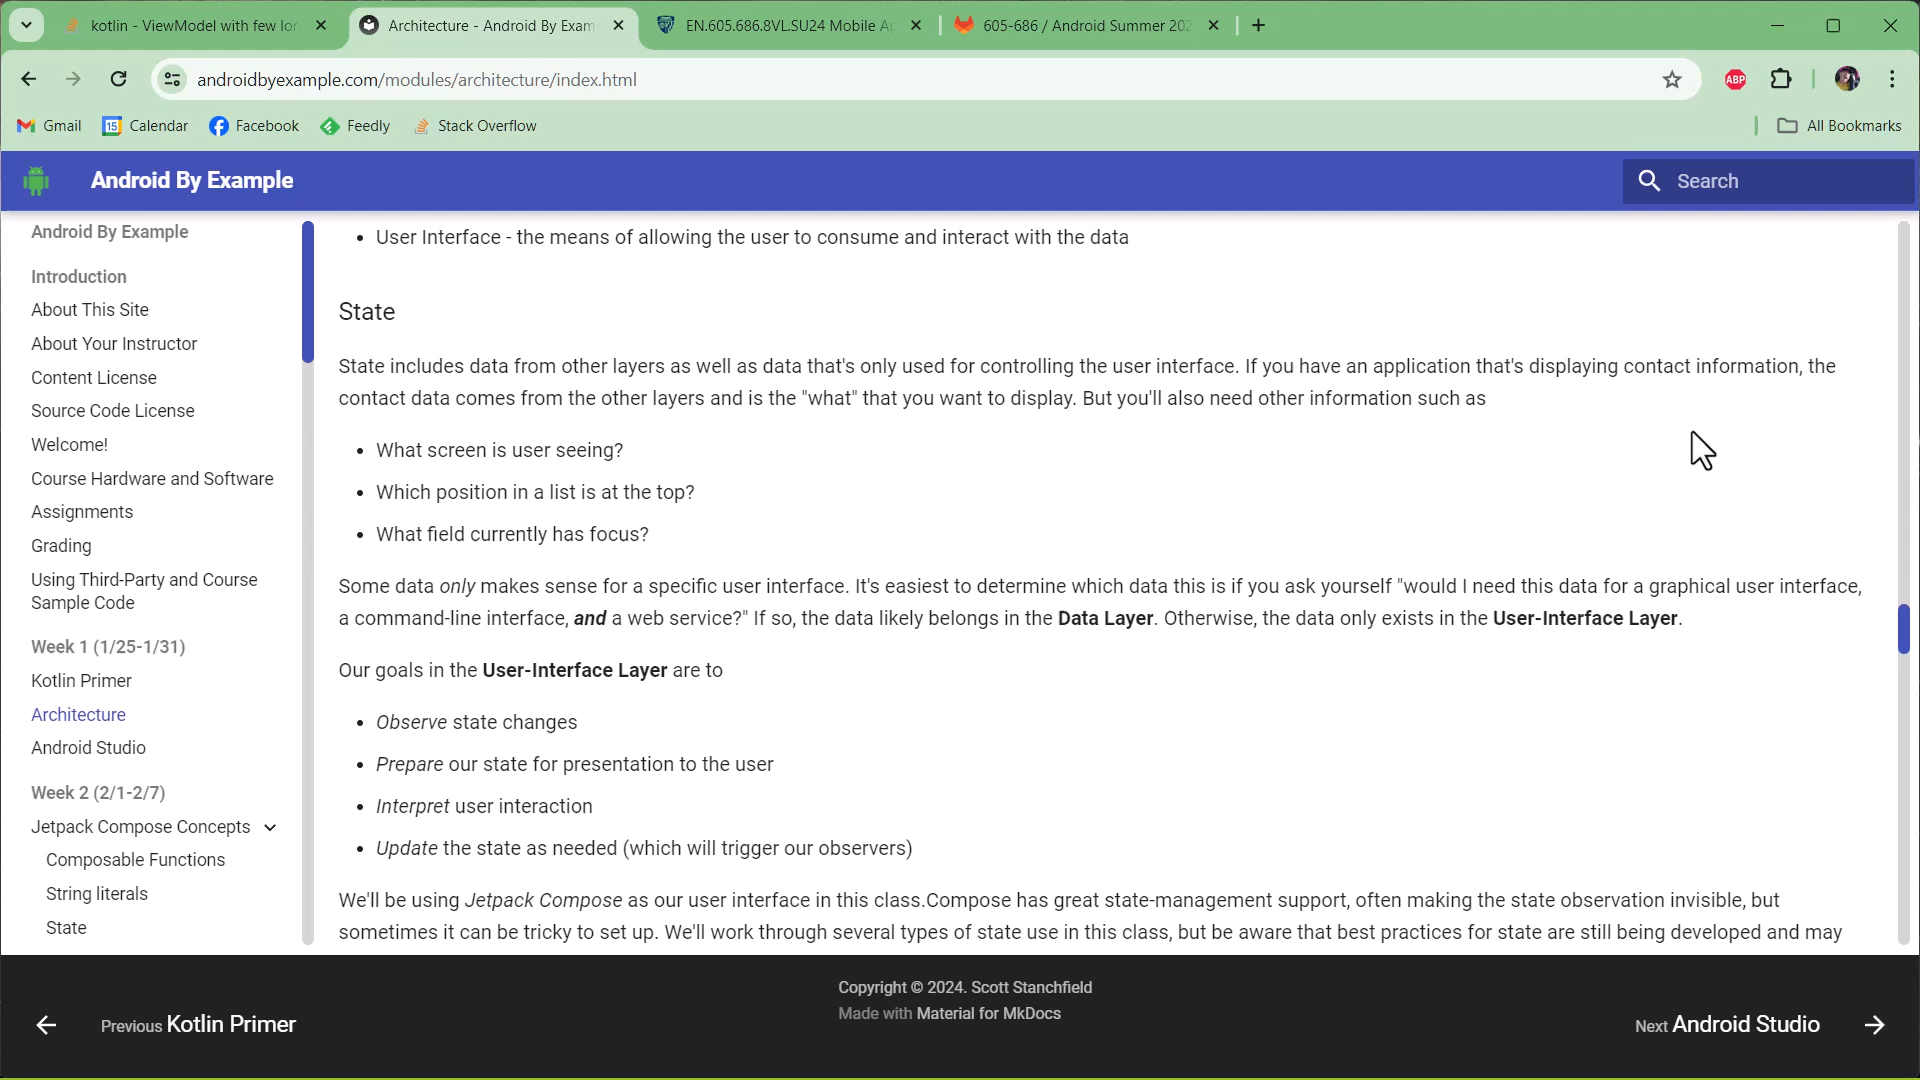 kotlin - ViewModel with few lon
Architecture - Android By Exam
EN.605.686.8VL.SU24 Mobile Ap
605-686 / Android Summer 202
androidbyexample.com/modules/architecture/index.html
ABP
Gmail
15
Calendar
Facebook
Feedly
Stack Overflow
All Bookmarks
Android By Example
Search
Android By Example
Introduction
About This Site
About Your Instructor
Content License
Source Code License
Welcome!
Course Hardware and Software
Assignments
Grading
Using Third-Party and Course
Sample Code
Week 1 (1/25-1/31)
Kotlin Primer
Architecture
Android Studio
Week 2 (2/1-2/7)
Jetpack Compose Concepts
Composable Functions
String literals
State
• User Interface - the means of allowing the user to consume and interact with the data
State
State includes data from other layers as well as data that's only used for controlling the user interface. If you have an application that's displaying contact information, the
contact data comes from the other layers and is the "what" that you want to display. But you'll also need other information such as
• What screen is user seeing?
• Which position in a list is at the top?
• What field currently has focus?
Some data only makes sense for a specific user interface. It's easiest to determine which data this is if you ask yourself "would I need this data for a graphical user interface,
a command-line interface, and a web service?" If so, the data likely belongs in the Data Layer. Otherwise, the data only exists in the User-Interface Layer.
Our goals in the User-Interface Layer are to
• Observe state changes
• Prepare our state for presentation to the user
• Interpret user interaction
• Update the state as needed (which will trigger our observers)
We'll be using Jetpack Compose as our user interface in this class.Compose has great state-management support, often making the state observation invisible, but
sometimes it can be tricky to set up. We'll work through several types of state use in this class, but be aware that best practices for state are still being developed and may
Previous Kotlin Primer
Copyright © 2024. Scott Stanchfield
Made with Material for MkDocs
Next Android Studio